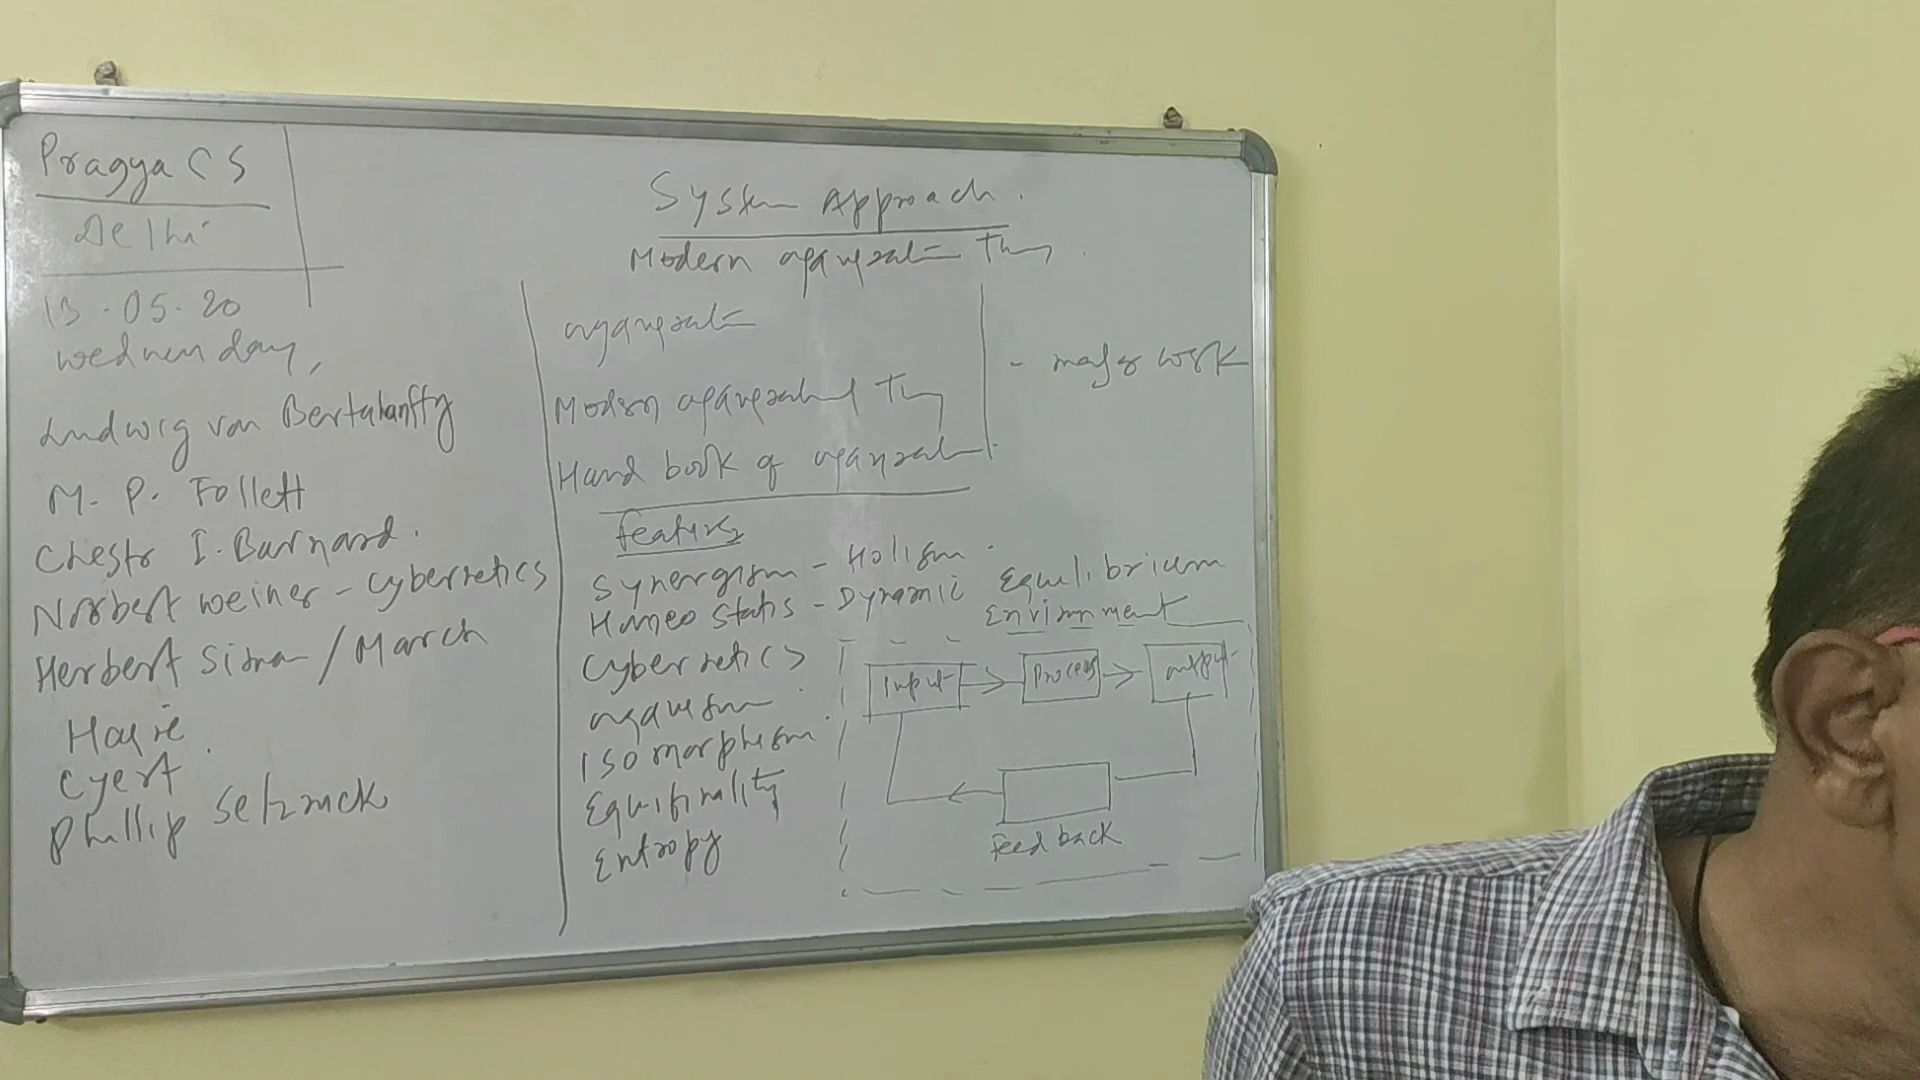 Pragya CS
Delhi
13.05.20
Wednesday,
Ludwig von Bertalanffy
M. P. Follett
Chester I. Barnard.
Norbert Weiner - Cybernetics
Herbert Simon / March
Haire
Cyert
Phillip Selznick
System Approach.
Modern organization Theory
organization
Modern organizational Theory
Hand book of organization
- major work
Features
Synergism - Holism
Homeo statis - Dynamic Equilibrium
Cybernetics
organism
Isomorphism
Equifinality
Entropy
Environment
Input
Process
output
Feed back